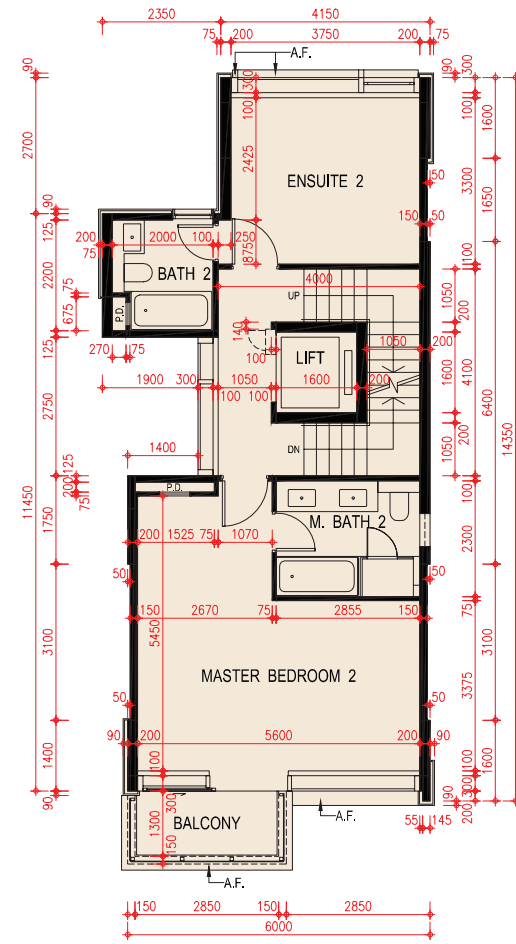 2350 4150
75 200 3750 200 75
A.F.
90 300 90 300
100 100 1600
2700 2425 3300 14350
ENSUITE 2
50 1650
90
125 200 2000 100 250 150 50
75 875 1100
2200 BATH 2
4000
75 UP 1050
675 P.D. 140 200
125 270 75 100 LIFT 1050 200
1900 300 1050 1600 200 1600 4100 6400
100 100
2750 1400 DN 200
1050
125
11450 200 P.D. 100
75
1750 M. BATH 2 2300
200 1525 75 1070
50 50
150 2670 75 2855 150 75
5450
3100 3100
MASTER BEDROOM 2 3375
50 50
90 200 5600 200 90
1400 100 100 1600
300 300
90 90
1300 BALCONY A.F. 200
55 145
150
A.F.
150 2850 150 2850
6000